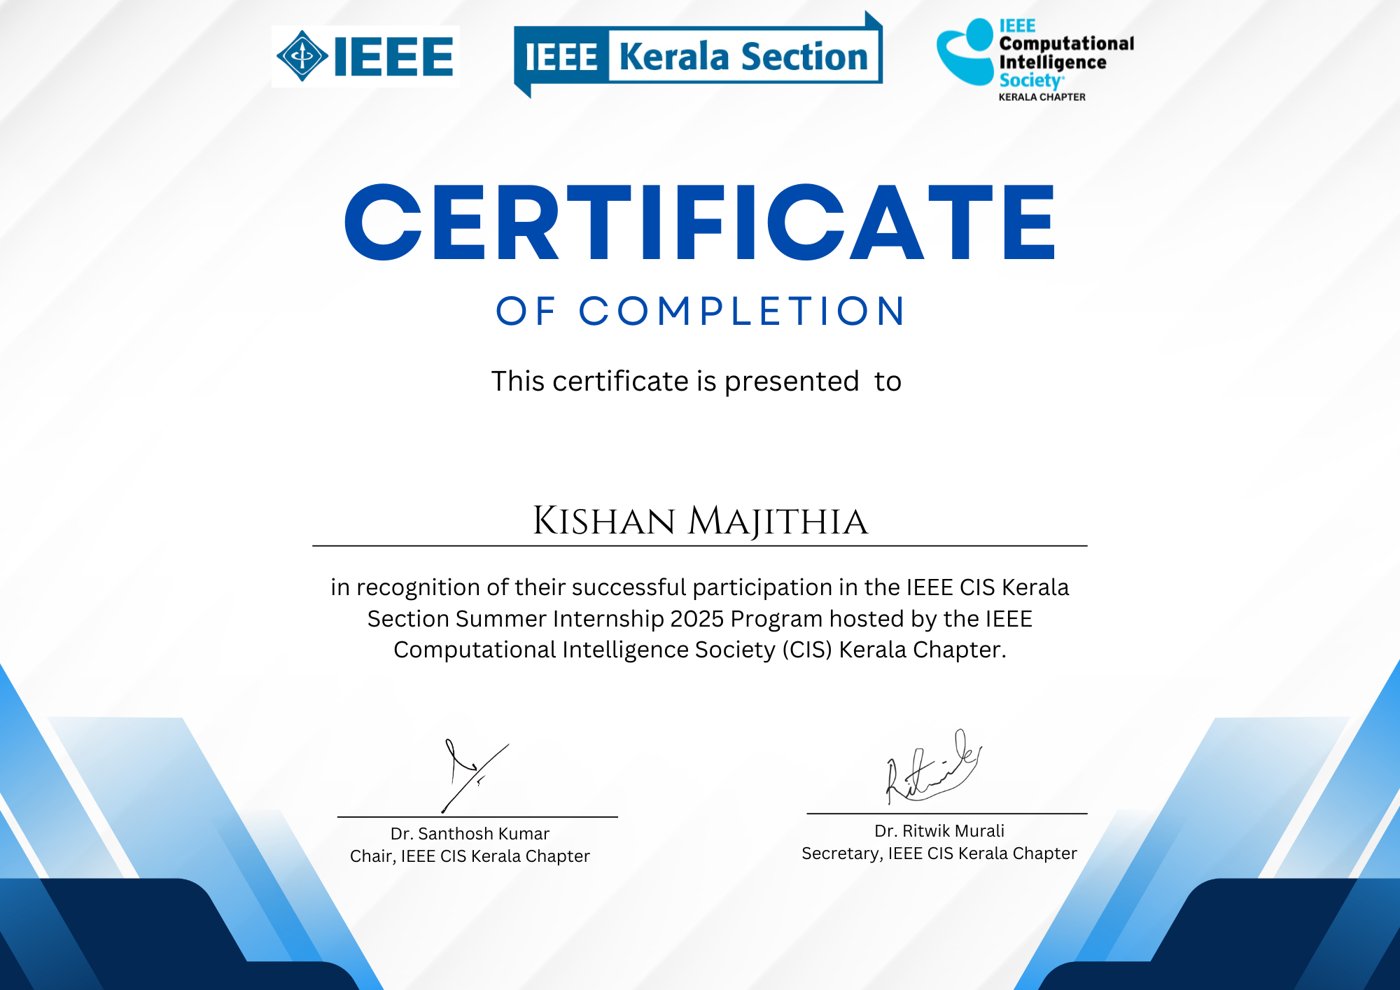 IEEE
IEEE Kerala Section
IEEE
Computational
Intelligence
Society
KERALA CHAPTER
CERTIFICATE
OF COMPLETION
This certificate is presented to
KISHAN MAJITHIA
in recognition of their successful participation in the IEEE CIS Kerala
Section Summer Internship 2025 Program hosted by the IEEE
Computational Intelligence Society (CIS) Kerala Chapter.
Ritwik
Dr. Santhosh Kumar
Chair, IEEE CIS Kerala Chapter
Dr. Ritwik Murali
Secretary, IEEE CIS Kerala Chapter